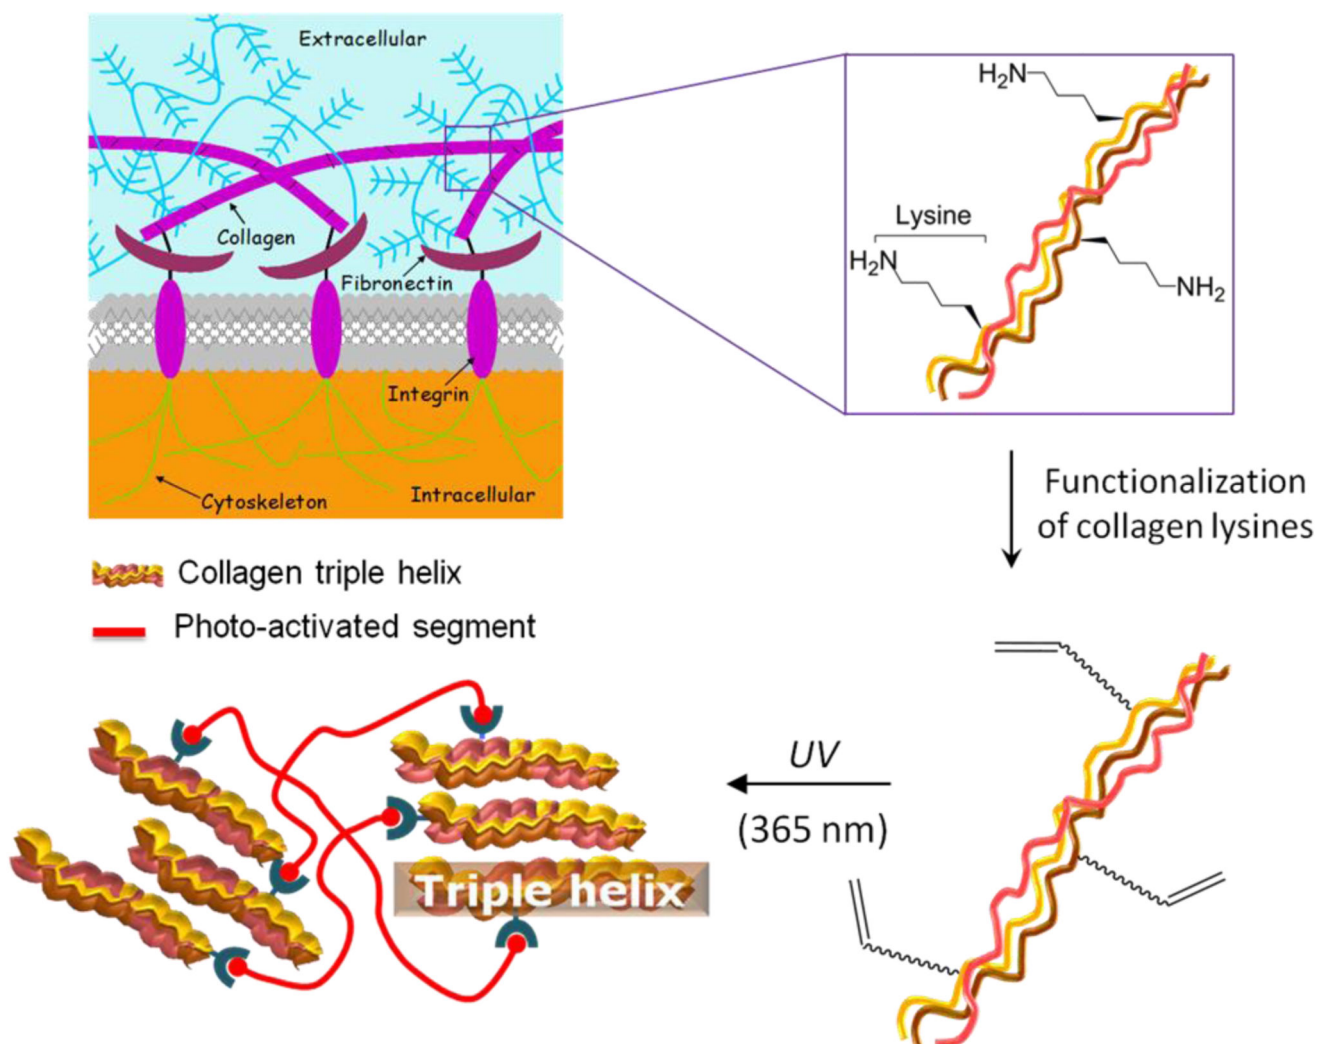 Extracellular
Collagen
Fibronectin
Integrin
Cytoskeleton
Intracellular
H₂N
Lysine
H₂N
NH₂
Functionalization
of collagen lysines
Collagen triple helix
Photo-activated segment
UV
(365 nm)
Triple helix